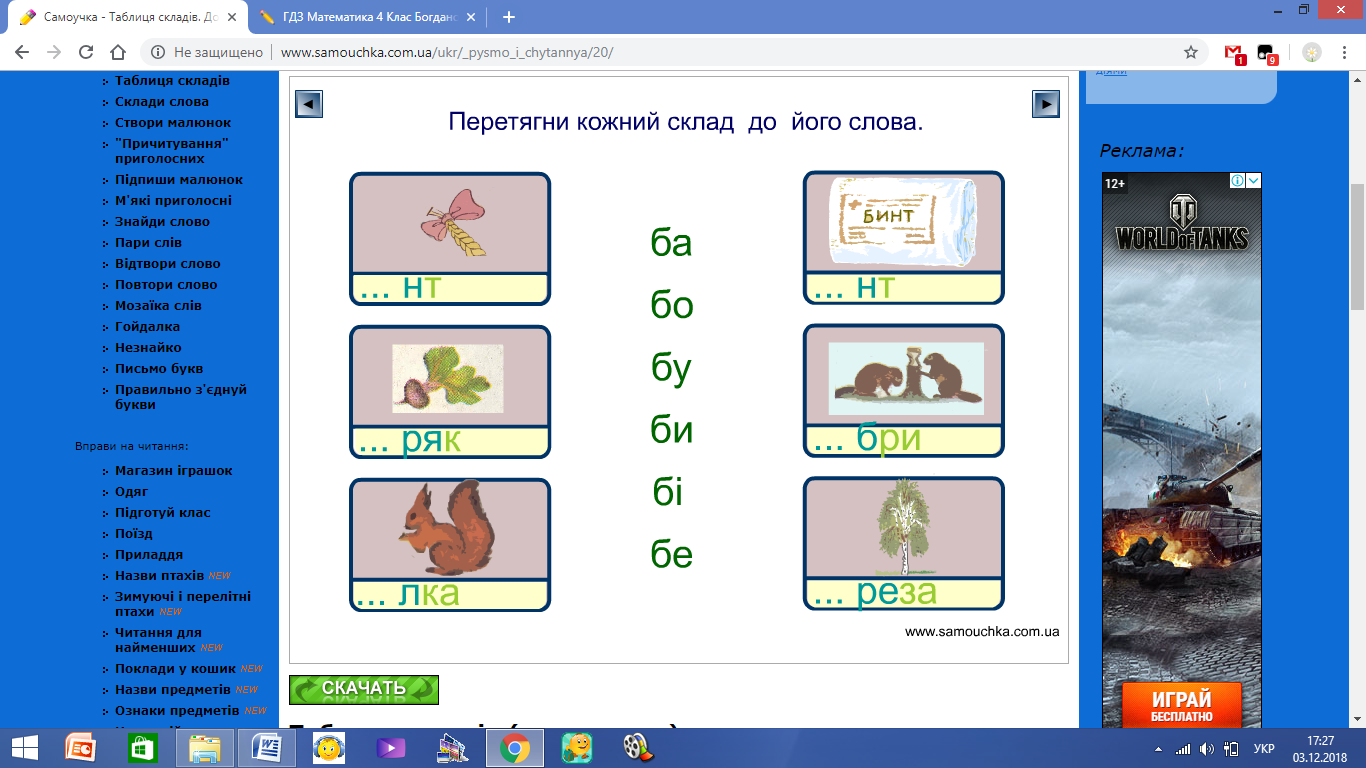 Самоучка - Таблиця складів. До
ГДЗ Математика 4 Клас Богдано
Не защищено
www.samouchka.com.ua/ukr/_pysmo_i_chytannya/20/
1
9
Таблиця складів
Склади слова
Створи малюнок
"Причитування"
приголосних
Підпиши малюнок
М'які приголосні
Знайди слово
Пари слів
Відтвори слово
Повтори слово
Мозаїка слів
Гойдалка
Незнайко
Письмо букв
Правильно з'єднуй
букви
Вправи на читання:
Магазин іграшок
Одяг
Підготуй клас
Поїзд
Приладдя
Назви птахів NEW
Зимуючі і перелітні
птахи NEW
Читання для
найменших NEW
Поклади у кошик NEW
Назви предметів NEW
Ознаки предметів NEW
Перетягни кожний склад до його слова.
... нт
... ряк
... лка
ба
бо
бу
би
бі
бе
БИНТ
... нт
... бри
... реза
www.samouchka.com.ua
СКАЧАТЬ
діями
Реклама:
12+
WORLD OF TANKS
ИГРАЙ
БЕСПЛАТНО
УКР
17:27
03.12.2018